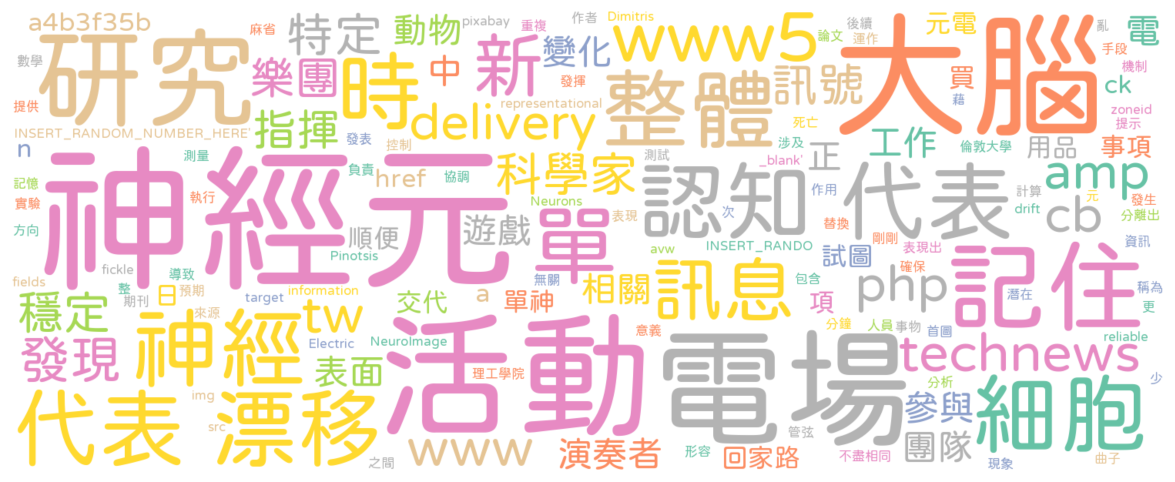 a4b3f35b
麻省
特定
動物
pixabay
作者
Dimitris
論文
後續
元電
亂
電
研究
樂團
時
中
新
重複
變化
www5
運作
大腦
手段
數學
提供
發揮
訊號
買
藉
機制
ck
zoneid
INSERT_RANDOM_NUMBER_HERE'
指揮
發表
delivery
representational
整體
死亡
提示
n
測量
控制
涉及
正
工作
倫敦大學
用品
事項
神經元
負責
協調
科學家
測試
_blank'
認知
代表
amp
記憶
實驗
執行
href
Neurons
表現
作用
計算
元
發生
方向
順便
遊戲
單
次
替換
drift
cb
分離出
Pinotsis
avw
INSERT_RANDO
剛剛
表現出
資訊
fickle
導致
無關
試圖
確保
記住
稱為
fields
整
期刊
日
預期
target
information
交代
a
單神
相關
訊息
包含
項
php
潛在
更
穩定
來源
神經
tw
Electric
NeuroImage
活動
意義
電場
分鐘
人員
事物
首圖
reliable
發現
表面
理工學院
technews
代表
漂移
img
src
分析
細胞
少
參與
之間
www
演奏者
形容
回家路
管弦
不盡相同
團隊
現象
曲子